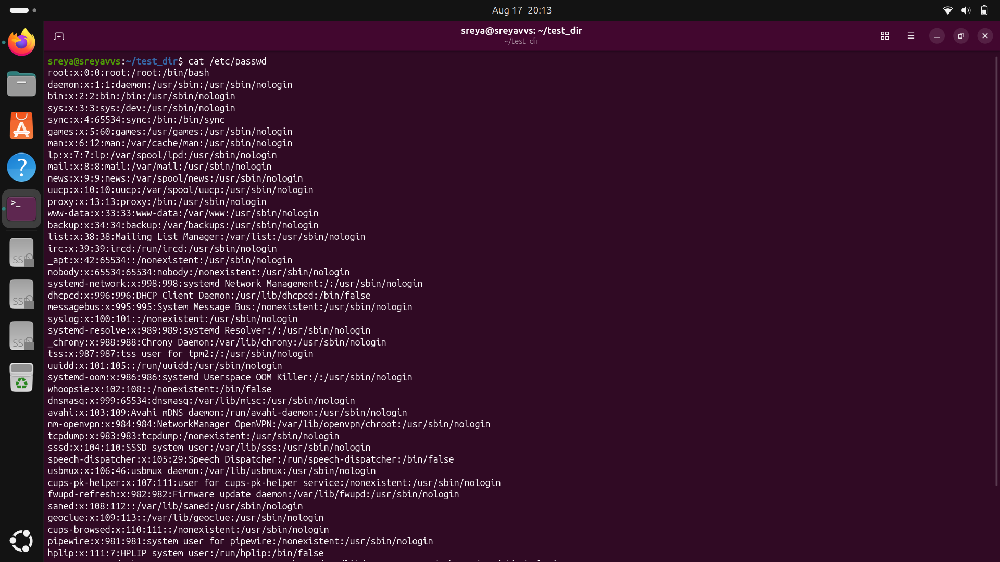 Aug 17 20:13
sreya@sreyavvs: ~/test_dir
~/test_dir
sreya@sreyavvs:~/test_dir$ cat /etc/passwd
root:x:0:0:root:/root:/bin/bash
daemon:x:1:1:daemon:/usr/sbin:/usr/sbin/nologin
bin:x:2:2:bin:/bin:/usr/sbin/nologin
sys:x:3:3:sys:/dev:/usr/sbin/nologin
sync:x:4:65534:sync:/bin:/bin/sync
games:x:5:60:games:/usr/games:/usr/sbin/nologin
man:x:6:12:man:/var/cache/man:/usr/sbin/nologin
lp:x:7:7:lp:/var/spool/lpd:/usr/sbin/nologin
mail:x:8:8:mail:/var/mail:/usr/sbin/nologin
news:x:9:9:news:/var/spool/news:/usr/sbin/nologin
uucp:x:10:10:uucp:/var/spool/uucp:/usr/sbin/nologin
proxy:x:13:13:proxy:/bin:/usr/sbin/nologin
www-data:x:33:33:www-data:/var/www:/usr/sbin/nologin
backup:x:34:34:backup:/var/backups:/usr/sbin/nologin
list:x:38:38:Mailing List Manager:/var/list:/usr/sbin/nologin
irc:x:39:39:ircd:/run/ircd:/usr/sbin/nologin
_apt:x:42:65534::/nonexistent:/usr/sbin/nologin
nobody:x:65534:65534:nobody:/nonexistent:/usr/sbin/nologin
systemd-network:x:998:998:systemd Network Management:/:/usr/sbin/nologin
dhcpcd:x:996:996:DHCP Client Daemon:/usr/lib/dhcpcd:/bin/false
messagebus:x:995:995:System Message Bus:/nonexistent:/usr/sbin/nologin
syslog:x:100:101::/nonexistent:/usr/sbin/nologin
systemd-resolve:x:989:989:systemd Resolver:/:/usr/sbin/nologin
_chrony:x:988:988:Chrony Daemon:/var/lib/chrony:/usr/sbin/nologin
tss:x:987:987:tss user for tpm2:/:/usr/sbin/nologin
uuidd:x:101:105::/run/uuidd:/usr/sbin/nologin
systemd-oom:x:986:986:systemd Userspace OOM Killer:/:/usr/sbin/nologin
whoopsie:x:102:108::/nonexistent:/bin/false
dnsmasq:x:999:65534:dnsmasq:/var/lib/misc:/usr/sbin/nologin
avahi:x:103:109:Avahi mDNS daemon:/run/avahi-daemon:/usr/sbin/nologin
nm-openvpn:x:984:984:NetworkManager OpenVPN:/var/lib/openvpn/chroot:/usr/sbin/nologin
tcpdump:x:983:983:tcpdump:/nonexistent:/usr/sbin/nologin
sssd:x:104:110:SSSD system user:/var/lib/sss:/usr/sbin/nologin
speech-dispatcher:x:105:29:Speech Dispatcher:/run/speech-dispatcher:/bin/false
usbmux:x:106:46:usbmux daemon:/var/lib/usbmux:/usr/sbin/nologin
cups-pk-helper:x:107:111:user for cups-pk-helper service:/nonexistent:/usr/sbin/nologin
fwupd-refresh:x:982:982:Firmware update daemon:/var/lib/fwupd:/usr/sbin/nologin
saned:x:108:112::/var/lib/saned:/usr/sbin/nologin
geoclue:x:109:113::/var/lib/geoclue:/usr/sbin/nologin
cups-browsed:x:110:111::/nonexistent:/usr/sbin/nologin
pipewire:x:981:981:system user for pipewire:/nonexistent:/usr/sbin/nologin
hplip:x:111:7:HPLIP system user:/run/hplip:/bin/false